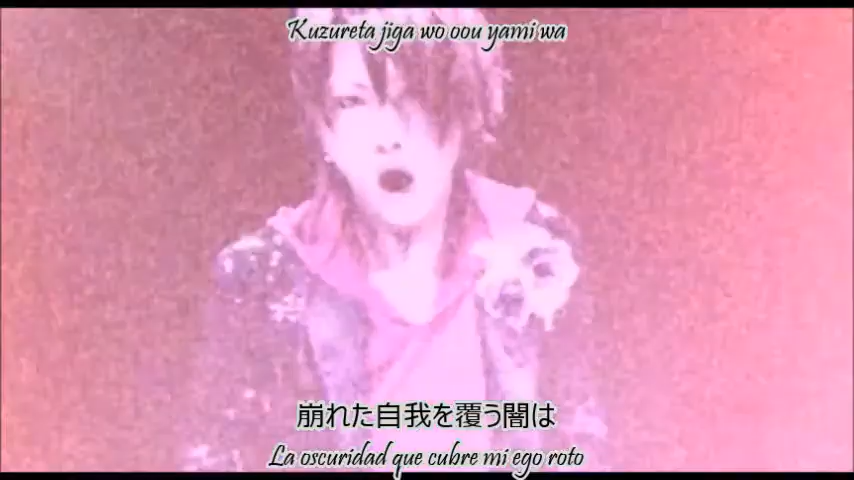 Kuzureta jiga wo oou yami wa
崩れた自我を覆う闇は
La oscuridad que cubre mi ego roto